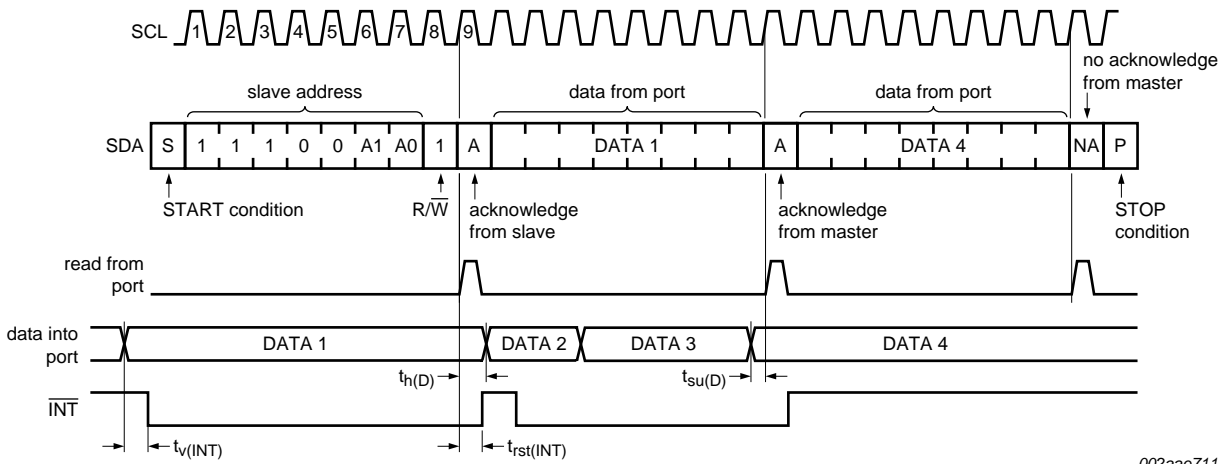 SCL 1 2 3 4 5 6 7 8 9
no acknowledge
from master
slave address data from port data from port
SDA S 1 1 1 0 0 A1 A0 1 A DATA 1 A DATA 4 NA P
START condition R/W acknowledge
from slave acknowledge
from master STOP
condition
read from
port
data into
port DATA 1 DATA 2 DATA 3 DATA 4
th(D) tsu(D)
INT
tv(INT) trst(INT)
002aae711